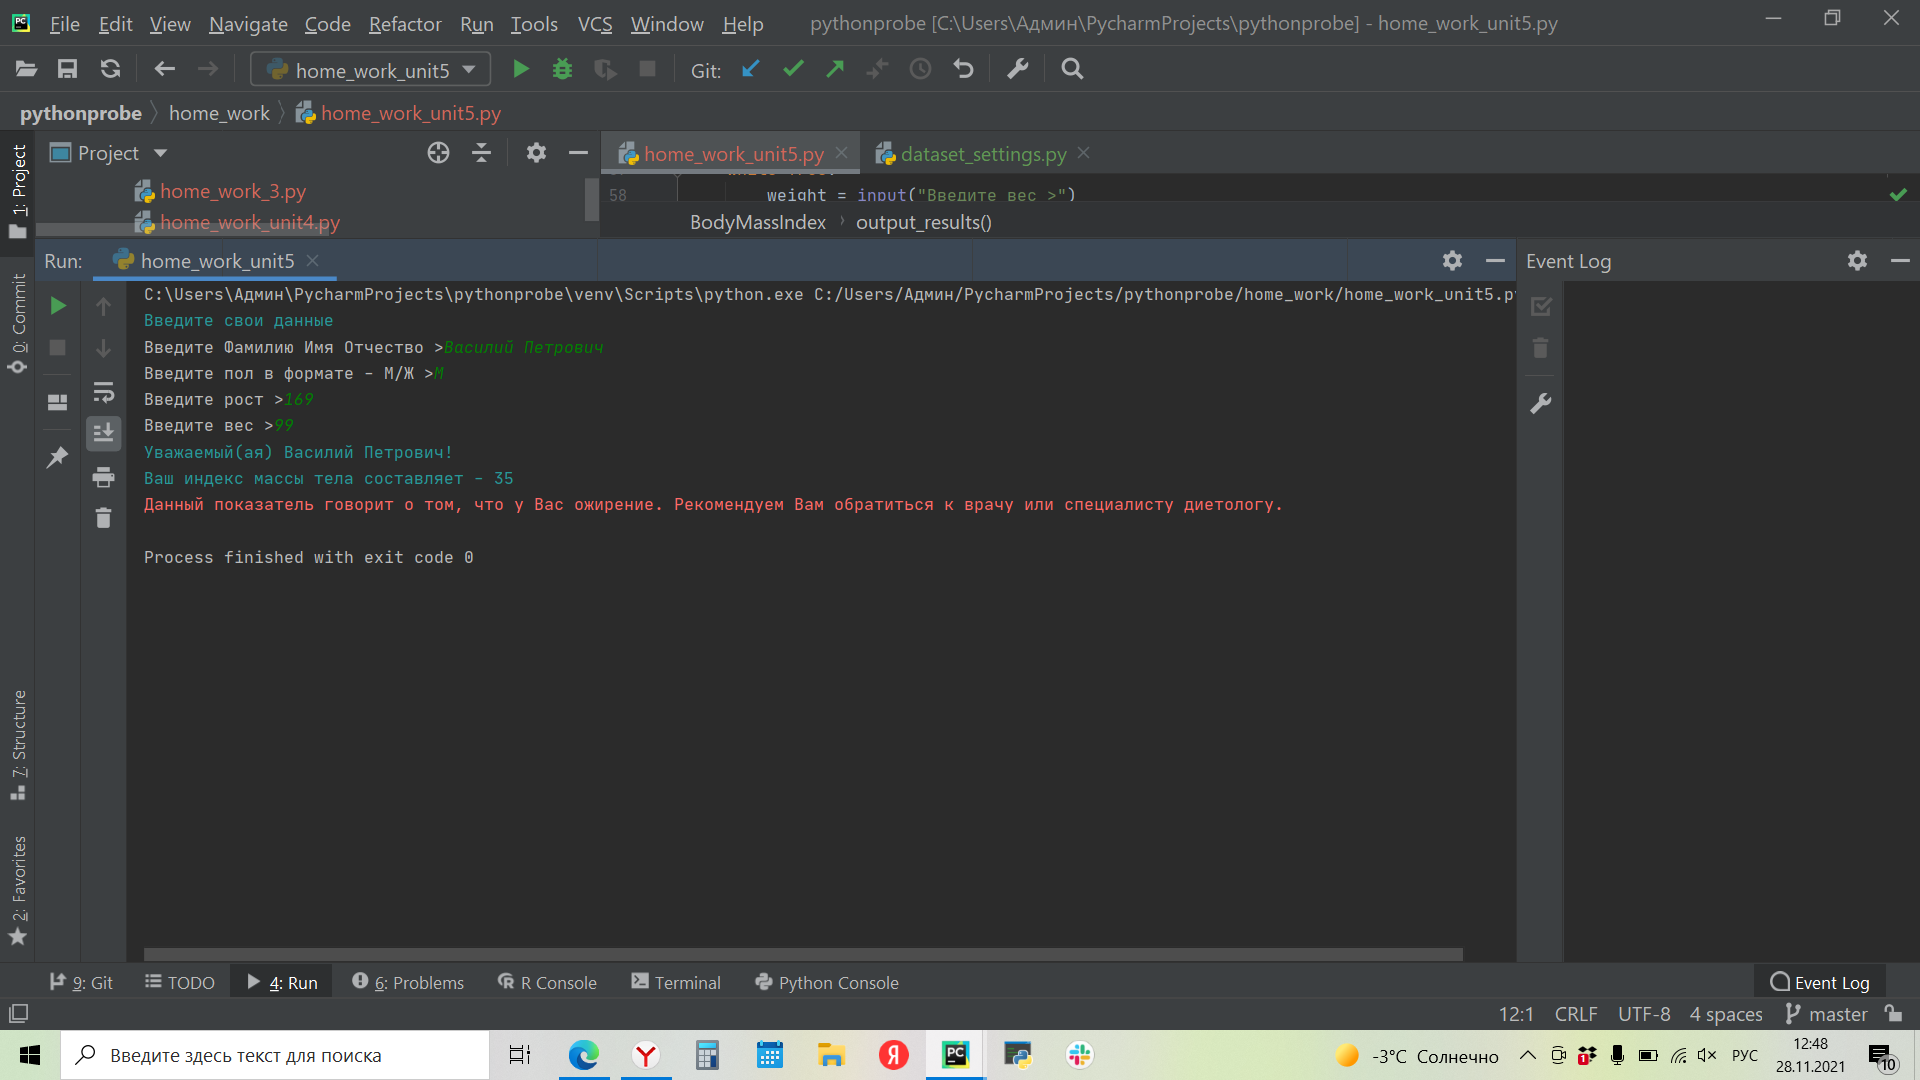 File Edit View Navigate Code Refactor Run Tools VCS Window Help pythonprobe [C:\Users\Админ\PycharmProjects\pythonprobe] - home_work_unit5.py
home_work_unit5 Git:
pythonprobe home_work home_work_unit5.py
1: Project
Project
home_work_unit5.py dataset_settings.py
home_work_3.py
58 weight = input("Введите вес >")
home_work_unit4.py
BodyMassIndex output_results()
Run: home_work_unit5
Event Log
0: Commit
C:\Users\Админ\PycharmProjects\pythonprobe\venv\Scripts\python.exe C:/Users/Админ/PycharmProjects/pythonprobe/home_work/home_work_unit5.p
Введите свои данные
Введите Фамилию Имя Отчество >Василий Петрович
Введите пол в формате - М/Ж >М
Введите рост >169
Введите вес >99
Уважаемый(ая) Василий Петрович!
Ваш индекс массы тела составляет - 35
Данный показатель говорит о том, что у Вас ожирение. Рекомендуем Вам обратиться к врачу или специалисту диетологу.
Process finished with exit code 0
7: Structure
2: Favorites
9: Git TODO 4: Run 6: Problems R Console Terminal Python Console Event Log
12:1 CRLF UTF-8 4 spaces master
Введите здесь текст для поиска
-3°C Солнечно
РУС
12:48
28.11.2021
10